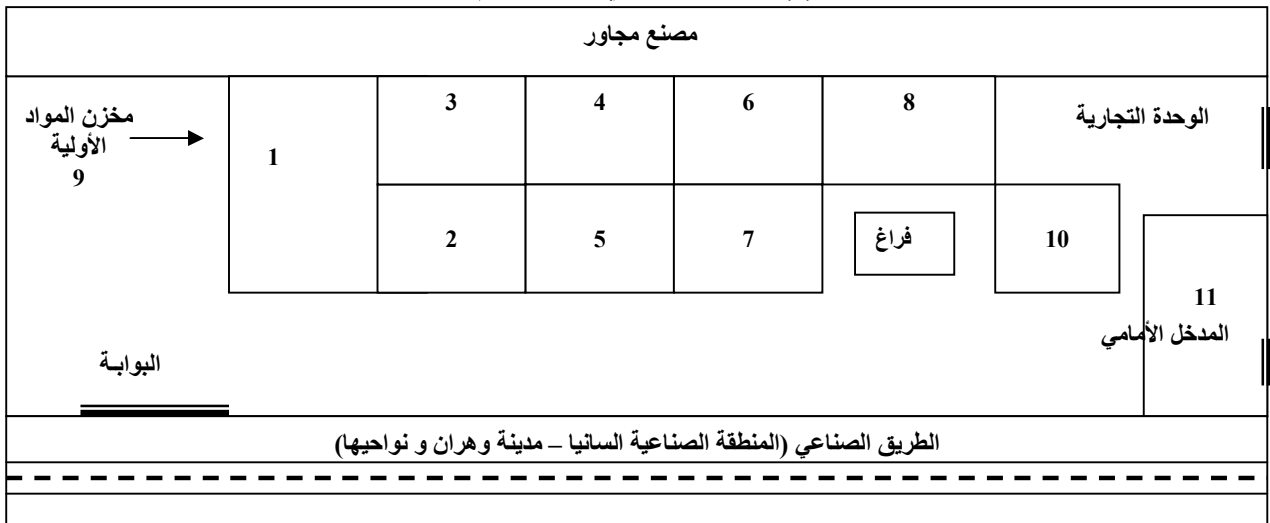 مصنع مجاور
3 4 6 8
الوحدة التجارية
مخزن المواد
الأولية
9
1
2 5 7
فراغ
10
11
المدخل الأمامي
البوابـة
الطريق الصناعي (المنطقة الصناعية السانيا – مدينة وهران و نواحيها)